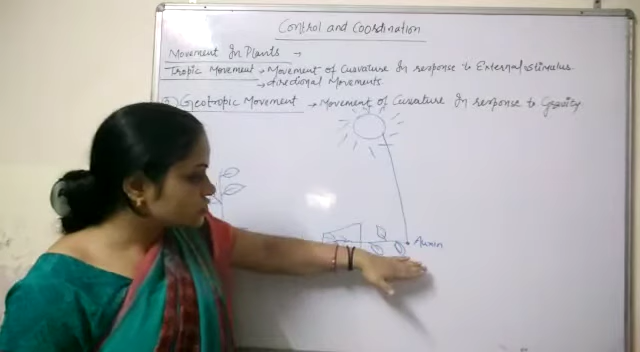 Control and Coordination
Movement In Plants →
Tropic Movement → Movement of Curvature In response to External stimulus
→ directional Movements
3) Geotropic Movement → Movement of Curvature In response to Gravity
Auxin